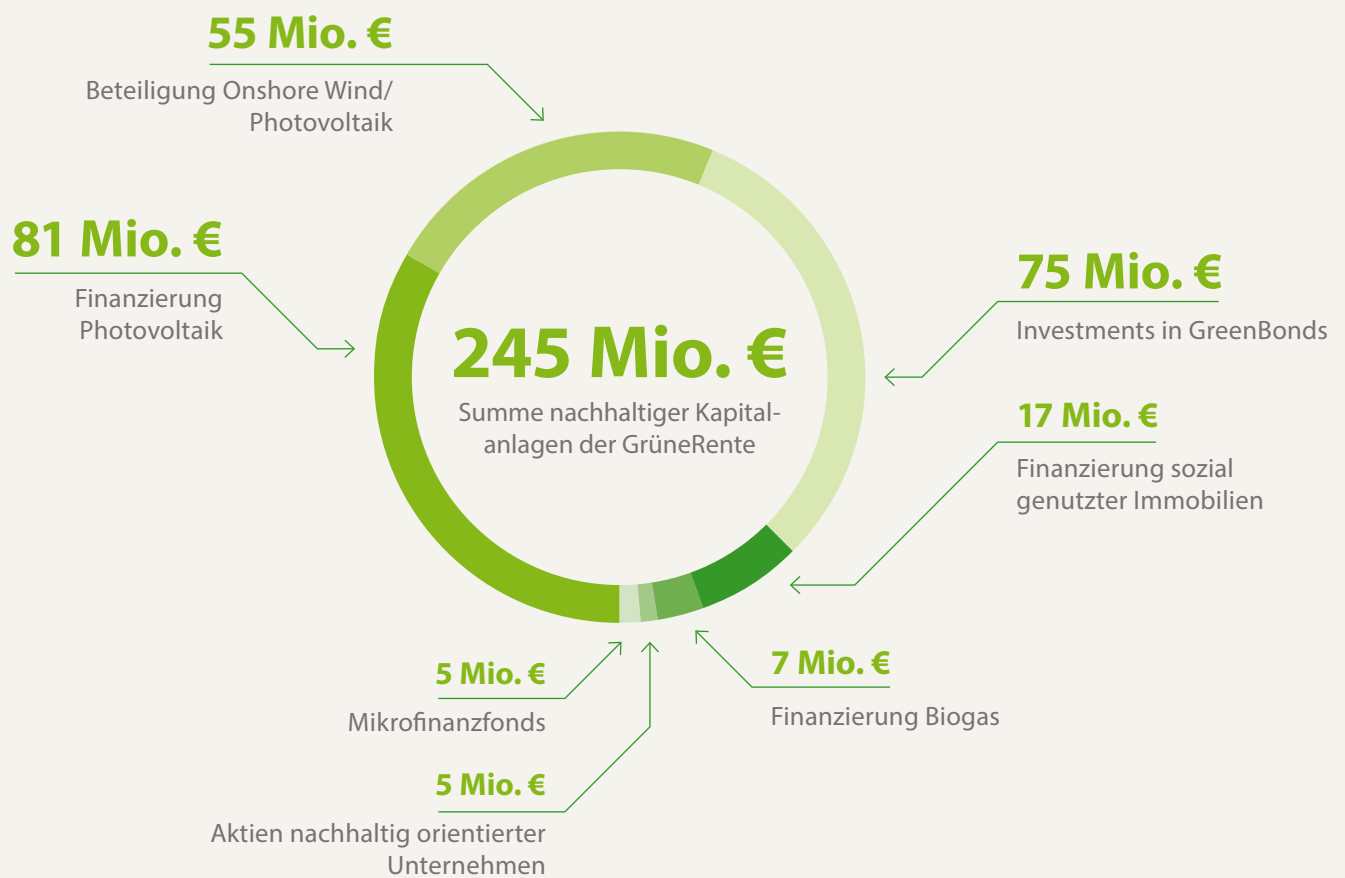 55 Mio. €
Beteiligung Onshore Wind/
Photovoltaik
81 Mio. €
Finanzierung
Photovoltaik
245 Mio. €
Summe nachhaltiger Kapital-
anlagen der GrüneRente
75 Mio. €
Investments in GreenBonds
17 Mio. €
Finanzierung sozial
genutzter Immobilien
7 Mio. €
Finanzierung Biogas
5 Mio. €
Mikrofinanzfonds
5 Mio. €
Aktien nachhaltig orientierter
Unternehmen